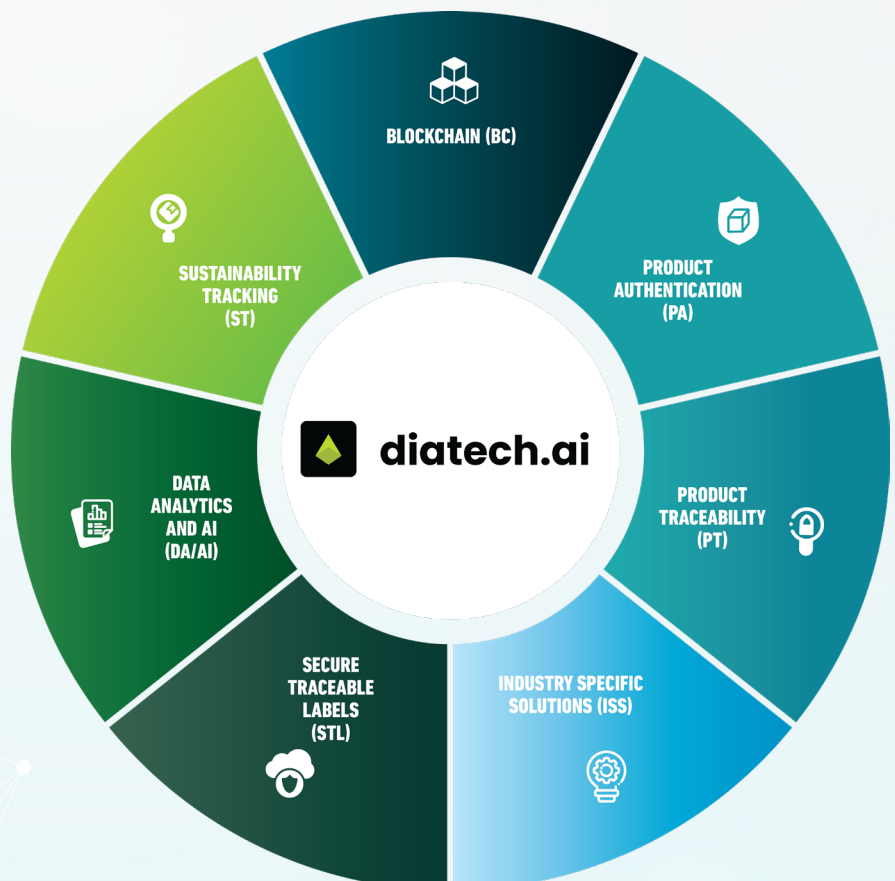 BLOCKCHAIN (BC)
PRODUCT
AUTHENTICATION
(PA)
PRODUCT
TRACEABILITY
(PT)
INDUSTRY SPECIFIC
SOLUTIONS (ISS)
SECURE
TRACEABLE
LABELS
(STL)
DATA
ANALYTICS
AND AI
(DA/AI)
SUSTAINABILITY
TRACKING
(ST)
diatech.ai